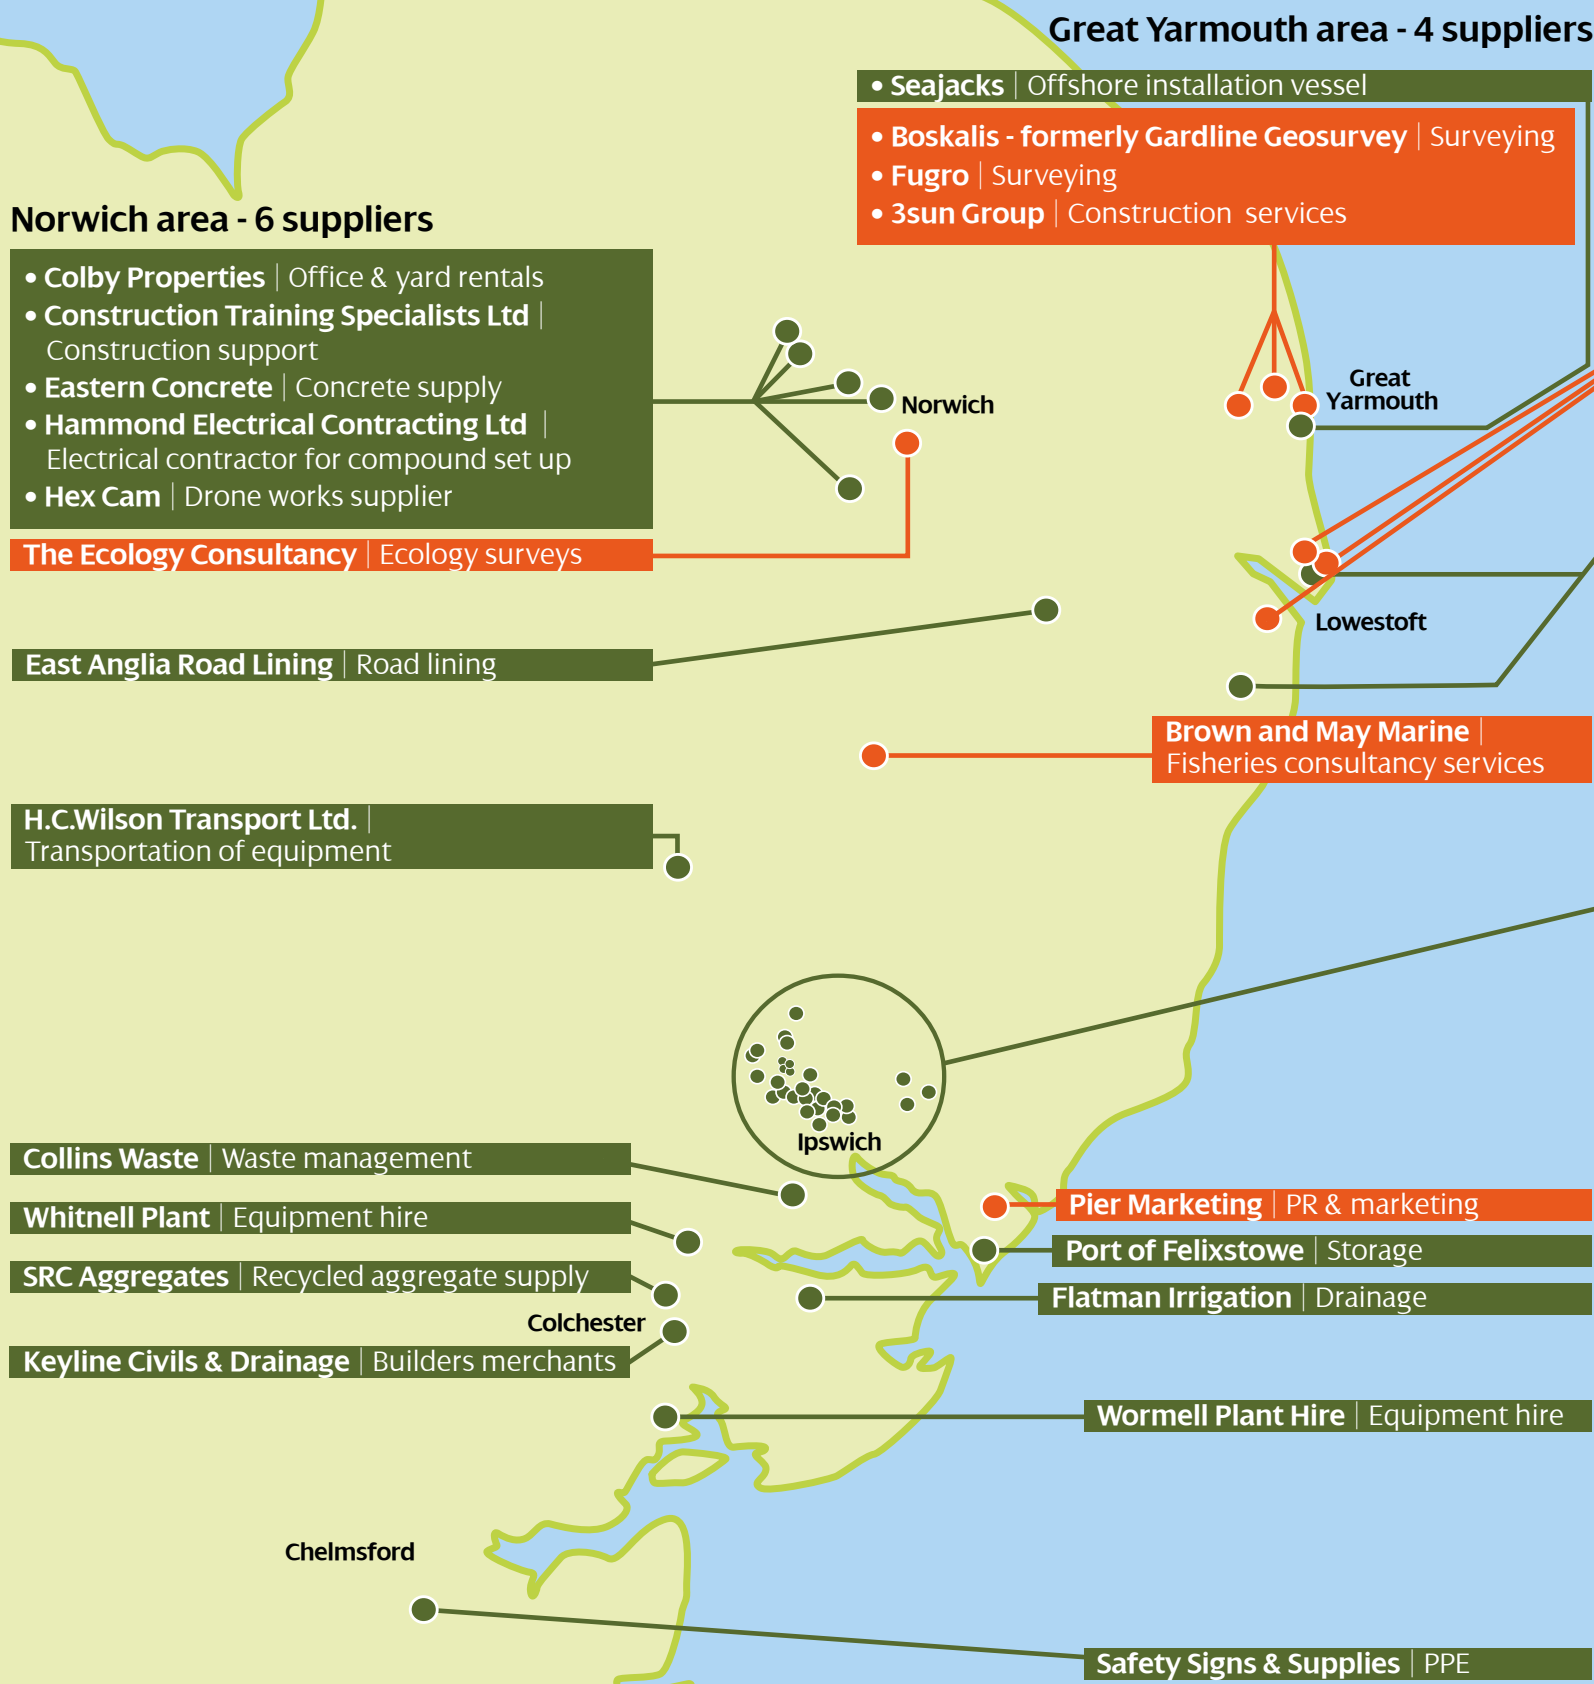 Great Yarmouth area - 4 suppliers
• Seajacks | Offshore installation vessel
• Boskalis - formerly Gardline Geosurvey | Surveying
• Fugro | Surveying
• 3sun Group | Construction services
Norwich area - 6 suppliers
• Colby Properties | Office & yard rentals
• Construction Training Specialists Ltd |
Construction support
• Eastern Concrete | Concrete supply
• Hammond Electrical Contracting Ltd |
Electrical contractor for compound set up
• Hex Cam | Drone works supplier
The Ecology Consultancy | Ecology surveys
Norwich
Great
Yarmouth
Lowestoft
East Anglia Road Lining | Road lining
Brown and May Marine |
Fisheries consultancy services
H.C.Wilson Transport Ltd. |
Transportation of equipment
Ipswich
Collins Waste | Waste management
Whitnell Plant | Equipment hire
SRC Aggregates | Recycled aggregate supply
Colchester
Keyline Civils & Drainage | Builders merchants
Pier Marketing | PR & marketing
Port of Felixstowe | Storage
Flatman Irrigation | Drainage
Wormell Plant Hire | Equipment hire
Chelmsford
Safety Signs & Supplies | PPE